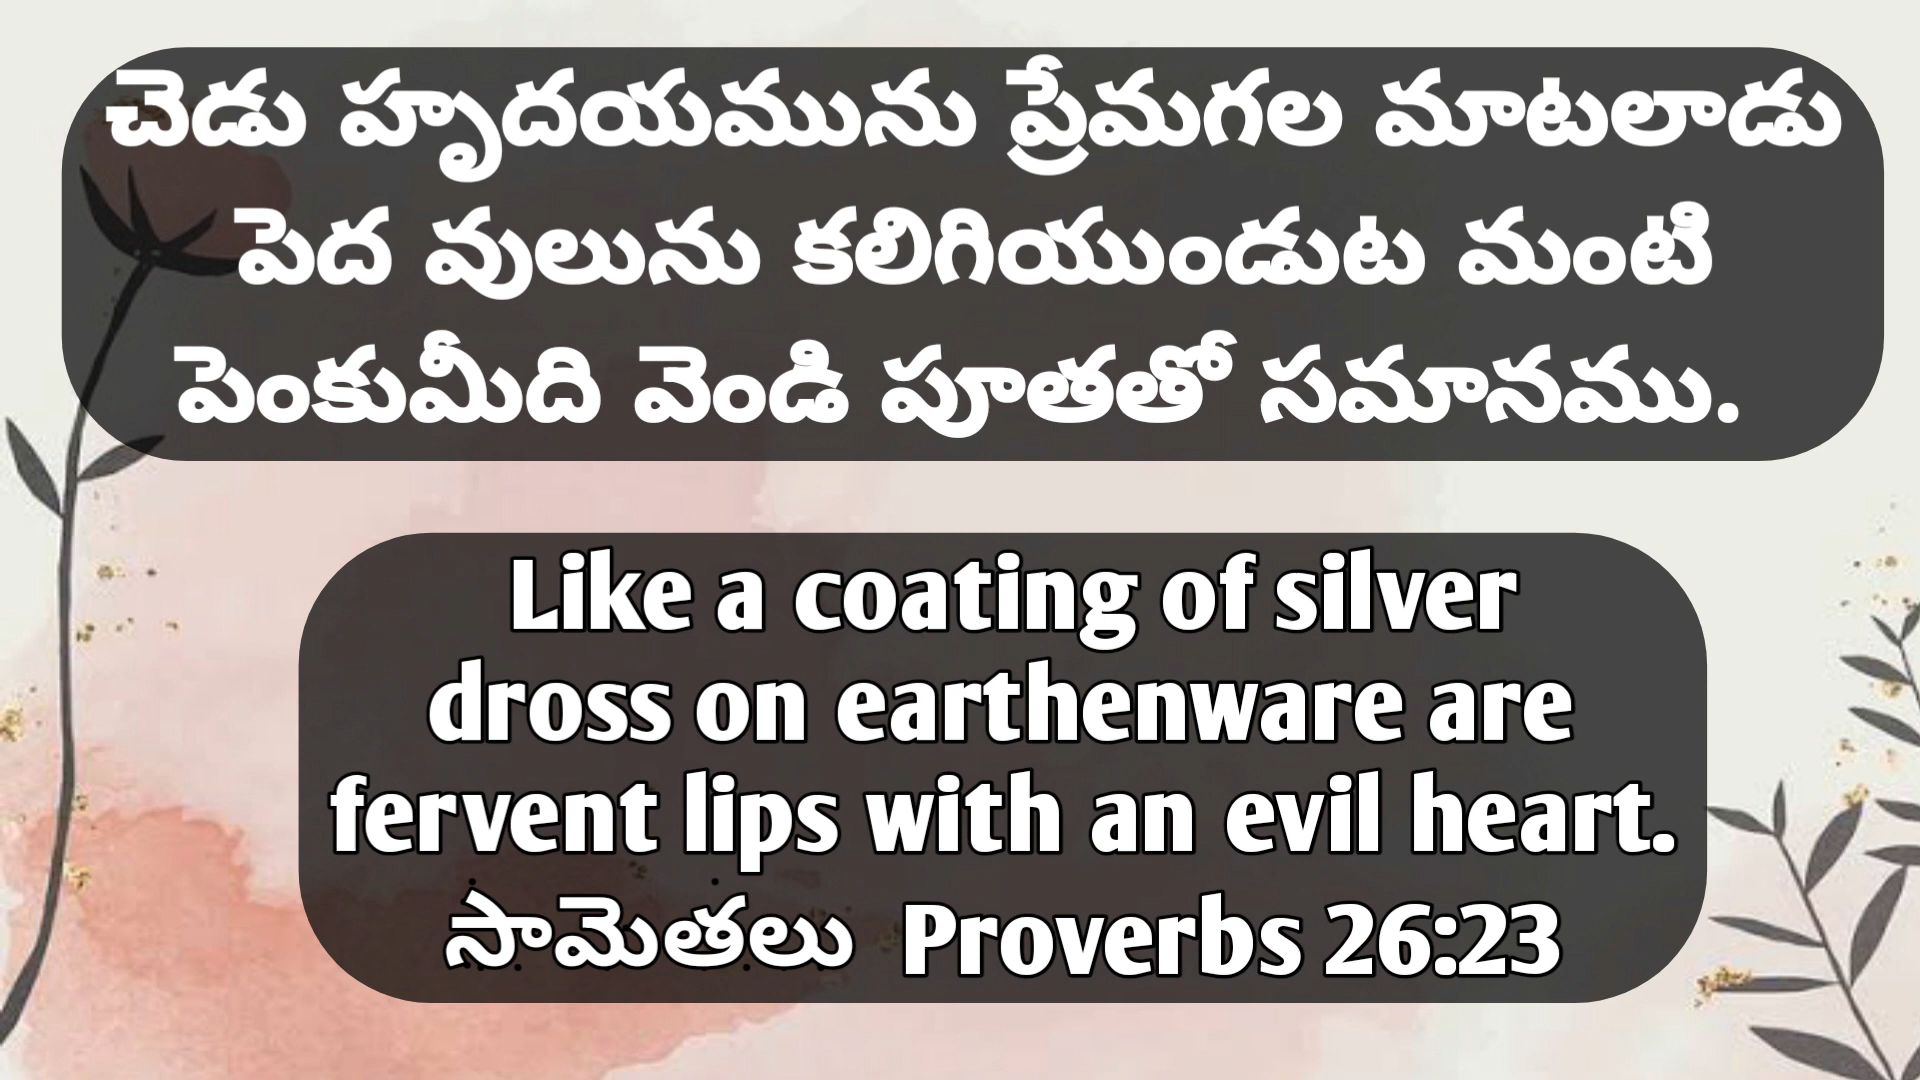 చెడు హృదయమును ప్రేమగల మాటలాడు
పెద వులును కలిగియుండుట మంటి
పెంకుమీది వెండి పూతతో సమానము.
Like a coating of silver
dross on earthenware are
fervent lips with an evil heart.
సామెతలు Proverbs 26:23